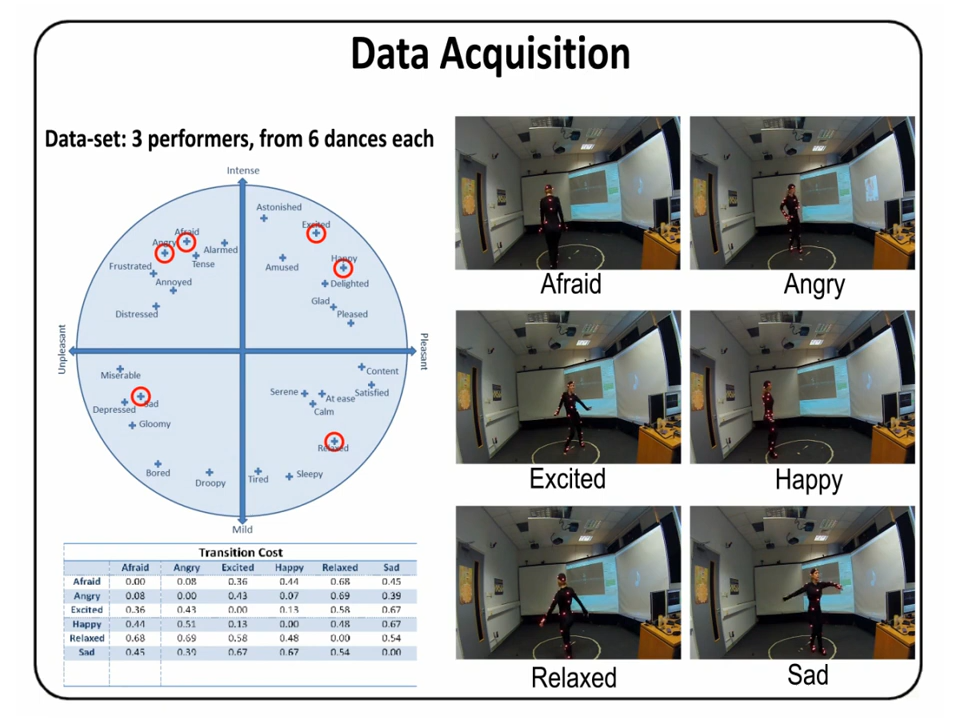 Data Acquisition
Data-set: 3 performers, from 6 dances each
Intense
Astonished
Excited
Afraid
Angry
Alarmed
Happy
Tense
Amused
Frustrated
Delighted
Annoyed
Glad
Distressed
Pleased
Unpleasant
Pleasant
Miserable
Content
Sad
Serene
At ease
Satisfied
Depressed
Calm
Gloomy
Relaxed
Bored
Droopy
Tired
Sleepy
Mild
Transition Cost
Afraid Angry Excited Happy Relaxed Sad
Afraid 0.00 0.08 0.36 0.44 0.68 0.45
Angry 0.08 0.00 0.43 0.07 0.69 0.39
Excited 0.36 0.43 0.00 0.13 0.58 0.67
Happy 0.44 0.51 0.13 0.00 0.48 0.67
Relaxed 0.68 0.69 0.58 0.48 0.00 0.54
Sad 0.45 0.39 0.67 0.67 0.54 0.00
Afraid
Angry
Excited
Happy
Relaxed
Sad